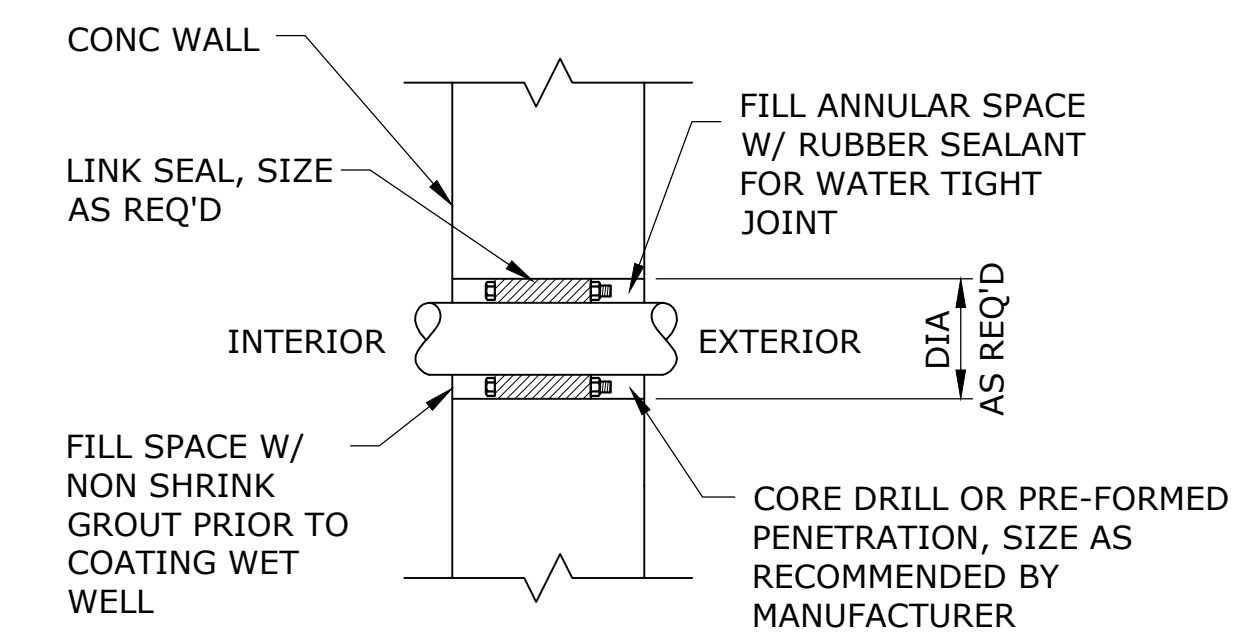 CONC WALL
LINK SEAL, SIZE
AS REQ'D
FILL ANNULAR SPACE
W/ RUBBER SEALANT
FOR WATER TIGHT
JOINT
INTERIOR
EXTERIOR
DIA
AS REQ'D
FILL SPACE W/
NON SHRINK
GROUT PRIOR TO
COATING WET
WELL
CORE DRILL OR PRE-FORMED
PENETRATION, SIZE AS
RECOMMENDED BY
MANUFACTURER